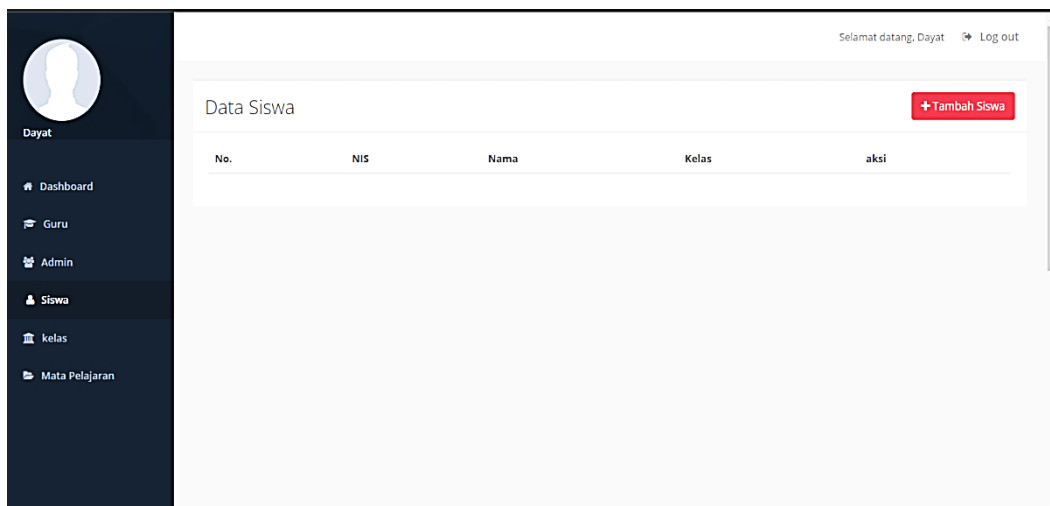 Selamat datang, Dayat Log out
Dayat
Dashboard
Guru
Admin
Siswa
kelas
Mata Pelajaran
Data Siswa
+Tambah Siswa
No. NIS Nama Kelas aksi